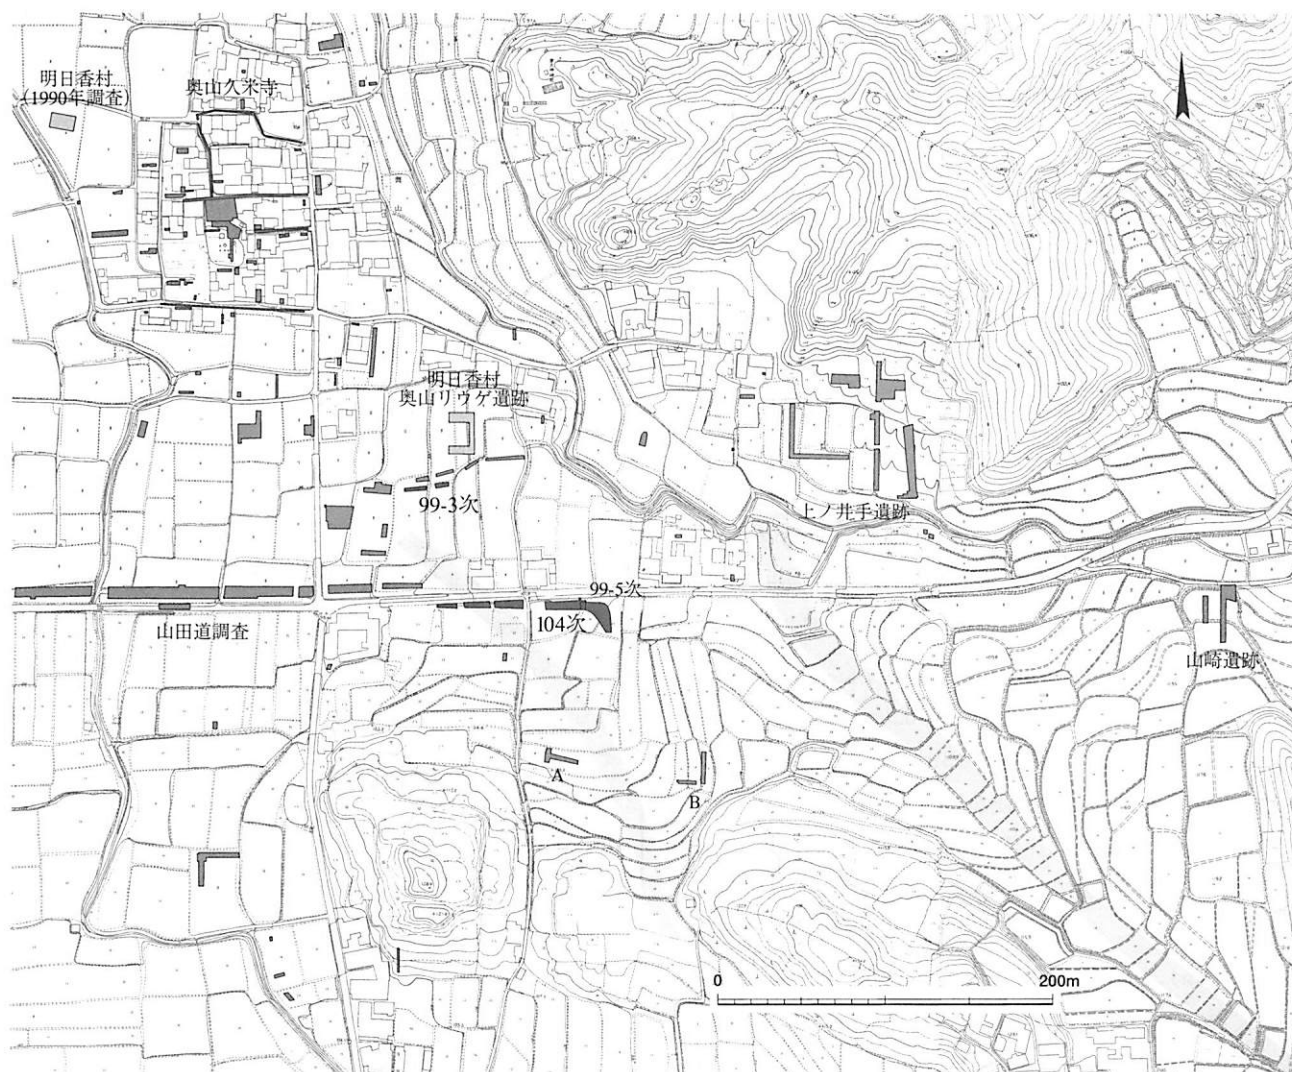 明日香村
(1990年調査)
奥山久米寺
明日香村
奥山リウゲ遺跡
99-3次
上ノ井手遺跡
99-5次
104次
山田道調査
山崎遺跡
A
B
0
200m